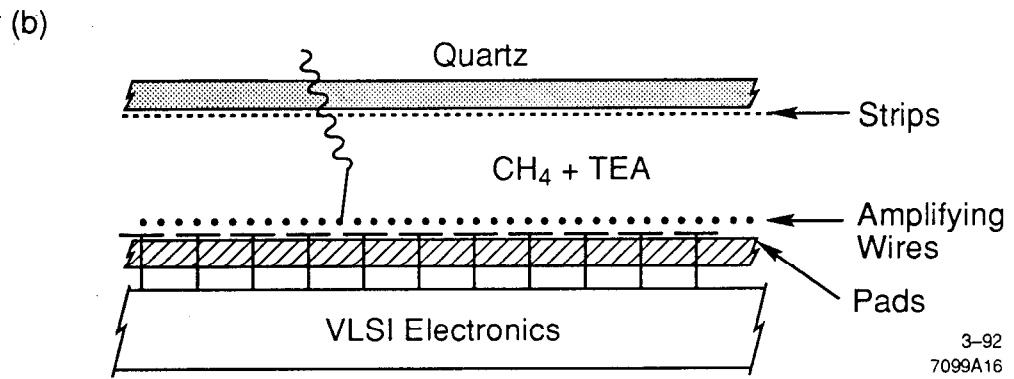 (b)
Quartz
Strips
CH₄ + TEA
Amplifying
Wires
Pads
VLSI Electronics
3–92
7099A16